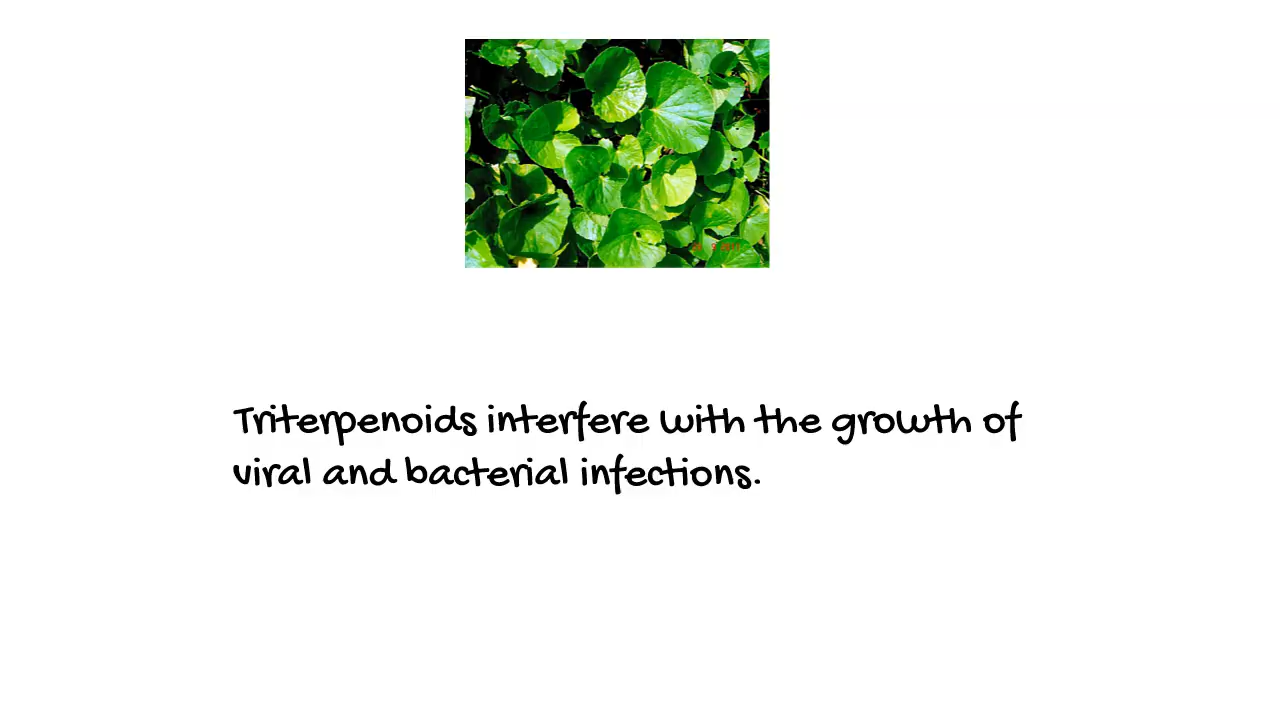 Triterpenoids interfere with the growth of
viral and bacterial infections.